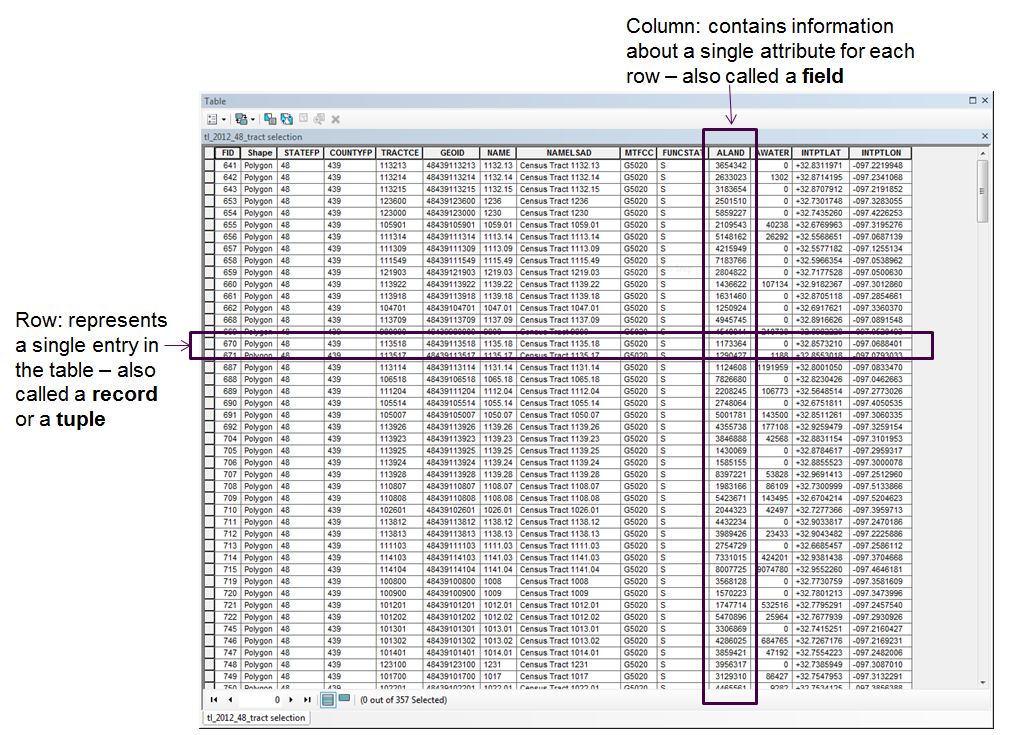 Column: contains information
about a single attribute for each
row – also called a field
Table
tl_2012_48_tract selection
FID Shape STATEFP COUNTYFP TRACTCE GEOID NAME NAMELSAD MTFCC FUNCSTAT ALAND AWATER INTPTLAT INTPTLON
641 Polygon 48 439 113213 48439113213 1132.13 Census Tract 1132.13 G5020 S 3654342 0 +32.8311971 -097.2219948
642 Polygon 48 439 113214 48439113214 1132.14 Census Tract 1132.14 G5020 S 2633023 1302 +32.8714195 -097.2341068
643 Polygon 48 439 113215 48439113215 1132.15 Census Tract 1132.15 G5020 S 3183654 0 +32.8707912 -097.2191852
653 Polygon 48 439 123600 48439123600 1236 Census Tract 1236 G5020 S 2501510 0 +32.7301748 -097.3283055
654 Polygon 48 439 123000 48439123000 1230 Census Tract 1230 G5020 S 5859227 0 +32.7435260 -097.4226253
655 Polygon 48 439 105901 48439105901 1059.01 Census Tract 1059.01 G5020 S 2109543 40238 +32.6769963 -097.3195276
656 Polygon 48 439 111314 48439111314 1113.14 Census Tract 1113.14 G5020 S 5148162 26292 +32.5568651 -097.0687139
657 Polygon 48 439 111309 48439111309 1113.09 Census Tract 1113.09 G5020 S 4215949 0 +32.5577182 -097.1255134
658 Polygon 48 439 111549 48439111549 1115.49 Census Tract 1115.49 G5020 S 7183766 0 +32.5966354 -097.0538962
659 Polygon 48 439 121903 48439121903 1219.03 Census Tract 1219.03 G5020 S 2804822 0 +32.7177528 -097.0500630
660 Polygon 48 439 113922 48439113922 1139.22 Census Tract 1139.22 G5020 S 1436622 107134 +32.9182367 -097.3012860
661 Polygon 48 439 113918 48439113918 1139.18 Census Tract 1139.18 G5020 S 1631460 0 +32.8705118 -097.2854661
662 Polygon 48 439 104701 48439104701 1047.01 Census Tract 1047.01 G5020 S 1250924 0 +32.6917621 -097.3360370
668 Polygon 48 439 113709 48439113709 1137.09 Census Tract 1137.09 G5020 S 4945745 0 +32.8916626 -097.0891548
Row: represents
a single entry in
the table – also
called a record
or a tuple
670 Polygon 48 439 113518 48439113518 1135.18 Census Tract 1135.18 G5020 S 1173364 0 +32.8573210 -097.0688401
671 Polygon 48 439 113517 48439113517 1135.17 Census Tract 1135.17 G5020 S 1290427 1188 +32.8553018 -097.0793033
687 Polygon 48 439 113114 48439113114 1131.14 Census Tract 1131.14 G5020 S 1124608 1191959 +32.8001050 -097.0833470
688 Polygon 48 439 106518 48439106518 1065.18 Census Tract 1065.18 G5020 S 7826680 0 +32.8230426 -097.0462663
689 Polygon 48 439 111204 48439111204 1112.04 Census Tract 1112.04 G5020 S 2208245 106773 +32.5648514 -097.2773026
690 Polygon 48 439 105514 48439105514 1055.14 Census Tract 1055.14 G5020 S 2748064 0 +32.6751811 -097.4050535
691 Polygon 48 439 105007 48439105007 1050.07 Census Tract 1050.07 G5020 S 5001781 143500 +32.8511261 -097.3060335
692 Polygon 48 439 113926 48439113926 1139.26 Census Tract 1139.26 G5020 S 4355738 177108 +32.9259479 -097.3259154
704 Polygon 48 439 113923 48439113923 1139.23 Census Tract 1139.23 G5020 S 3846888 42568 +32.8831154 -097.3101953
705 Polygon 48 439 113925 48439113925 1139.25 Census Tract 1139.25 G5020 S 1430069 0 +32.8784617 -097.2959317
706 Polygon 48 439 113924 48439113924 1139.24 Census Tract 1139.24 G5020 S 1585155 0 +32.8855523 -097.3000078
707 Polygon 48 439 113928 48439113928 1139.28 Census Tract 1139.28 G5020 S 8397221 53828 +32.9691413 -097.2512960
708 Polygon 48 439 110807 48439110807 1108.07 Census Tract 1108.07 G5020 S 1983166 86109 +32.7300999 -097.5133866
709 Polygon 48 439 110808 48439110808 1108.08 Census Tract 1108.08 G5020 S 5423671 143495 +32.6704214 -097.5204623
710 Polygon 48 439 102601 48439102601 1026.01 Census Tract 1026.01 G5020 S 2044323 42497 +32.7277366 -097.3959713
711 Polygon 48 439 113812 48439113812 1138.12 Census Tract 1138.12 G5020 S 4432234 0 +32.9033817 -097.2470186
712 Polygon 48 439 113813 48439113813 1138.13 Census Tract 1138.13 G5020 S 3989426 23433 +32.9043482 -097.2225886
713 Polygon 48 439 111103 48439111103 1111.03 Census Tract 1111.03 G5020 S 2754729 0 +32.6685457 -097.2586112
714 Polygon 48 439 114103 48439114103 1141.03 Census Tract 1141.03 G5020 S 7331015 424201 +32.9381438 -097.3704668
715 Polygon 48 439 114104 48439114104 1141.04 Census Tract 1141.04 G5020 S 8007725 9074780 +32.9552260 -097.4646181
719 Polygon 48 439 100800 48439100800 1008 Census Tract 1008 G5020 S 3568128 0 +32.7730759 -097.3581609
720 Polygon 48 439 100900 48439100900 1009 Census Tract 1009 G5020 S 1570223 0 +32.7801213 -097.3473996
721 Polygon 48 439 101201 48439101201 1012.01 Census Tract 1012.01 G5020 S 1747714 532516 +32.7795291 -097.2457540
722 Polygon 48 439 101202 48439101202 1012.02 Census Tract 1012.02 G5020 S 5470896 25964 +32.7677939 -097.2930926
745 Polygon 48 439 101301 48439101301 1013.01 Census Tract 1013.01 G5020 S 3306869 0 +32.7415251 -097.2160427
746 Polygon 48 439 101302 48439101302 1013.02 Census Tract 1013.02 G5020 S 4286025 684765 +32.7267176 -097.2169231
747 Polygon 48 439 101401 48439101401 1014.01 Census Tract 1014.01 G5020 S 3859421 47192 +32.7554223 -097.2482006
748 Polygon 48 439 123100 48439123100 1231 Census Tract 1231 G5020 S 3956317 0 +32.7385949 -097.3087010
749 Polygon 48 439 101700 48439101700 1017 Census Tract 1017 G5020 S 3129310 86427 +32.7547953 -097.3132291
0 (0 out of 357 Selected)
tl_2012_48_tract selection